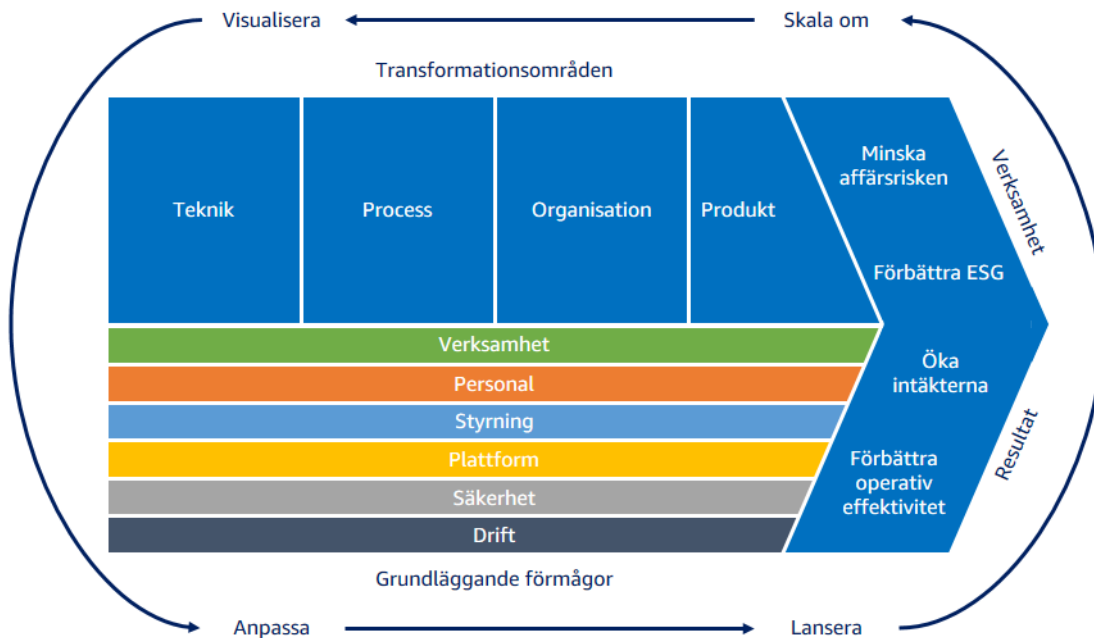 Visualisera
Skala om
Transformationsområden
Teknik
Process
Organisation
Produkt
Minska
affärsrisken
Förbättra ESG
Verksamhet
Verksamhet
Personal
Styrning
Plattform
Säkerhet
Drift
Öka
intäkterna
Förbättra
operativ
effektivitet
Resultat
Grundläggande förmågor
Anpassa
Lansera